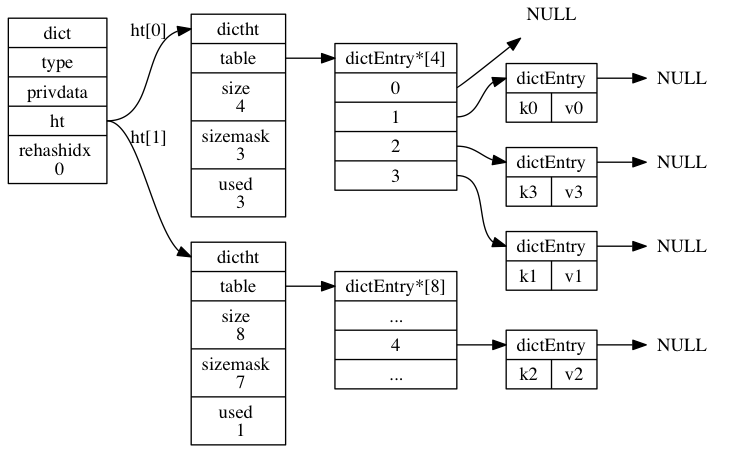 dict
type
privdata
ht
rehashidx
0
ht[0]
ht[1]
dictht
table
size
4
sizemask
3
used
3
dictEntry*[4]
0
1
2
3
NULL
dictEntry
k0 v0
NULL
dictEntry
k3 v3
NULL
dictEntry
k1 v1
NULL
dictht
table
size
8
sizemask
7
used
1
dictEntry*[8]
...
4
...
dictEntry
k2 v2
NULL